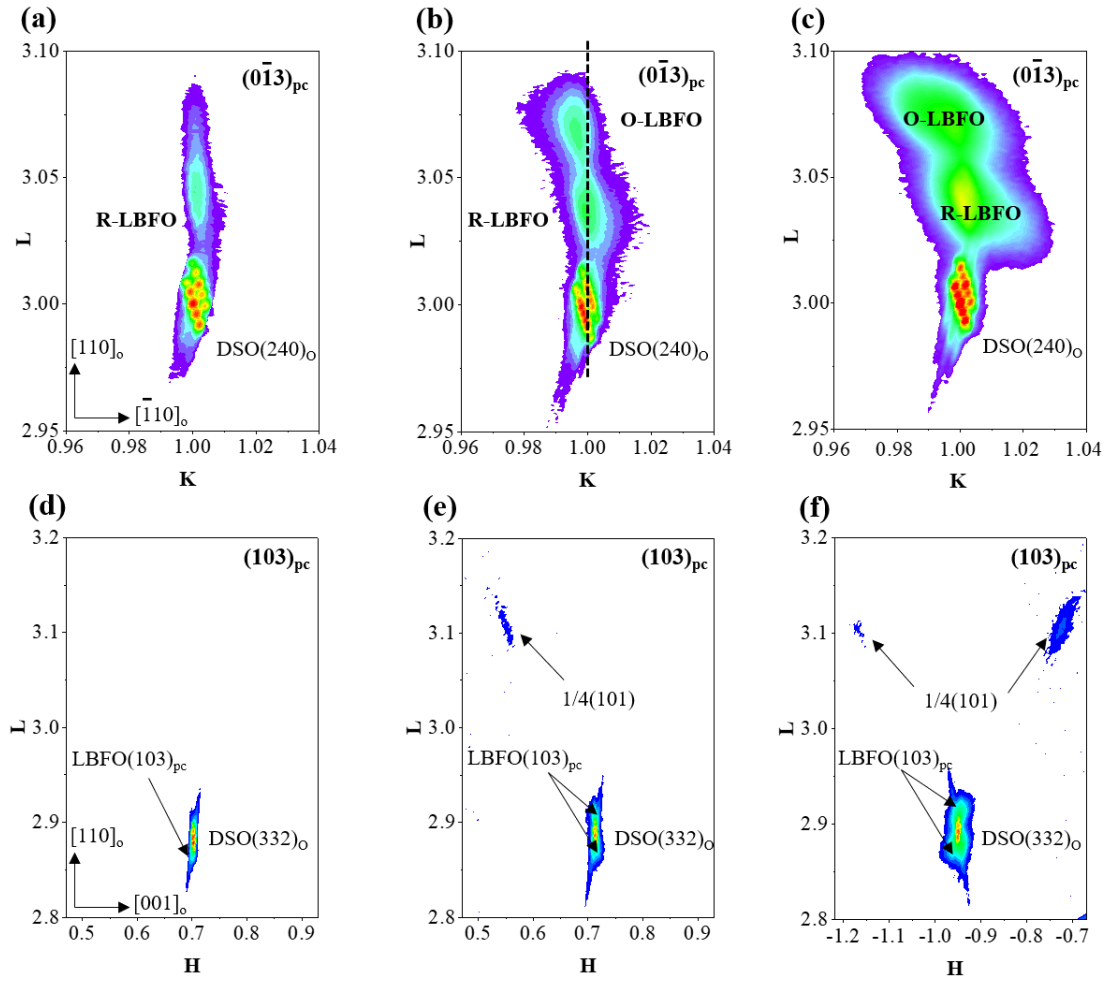 (a)
(b)
(c)
3.10
3.05
3.00
2.95
L
(01̄3)pc
R-LBFO
DSO(240)O
[110]o
[1̄10]o
0.96 0.98 1.00 1.02 1.04
K
3.10
3.05
3.00
2.95
L
(01̄3)pc
O-LBFO
R-LBFO
DSO(240)O
0.96 0.98 1.00 1.02 1.04
K
3.10
3.05
3.00
2.95
L
(01̄3)pc
O-LBFO
R-LBFO
DSO(240)O
0.96 0.98 1.00 1.02 1.04
K
(d)
(e)
(f)
3.2
3.1
3.0
2.9
2.8
L
(103)pc
LBFO(103)pc
DSO(332)O
[110]o
[001]o
0.5 0.6 0.7 0.8 0.9
H
3.2
3.1
3.0
2.9
2.8
L
(103)pc
1/4(101)
LBFO(103)pc
DSO(332)O
0.5 0.6 0.7 0.8 0.9
H
3.2
3.1
3.0
2.9
2.8
L
(103)pc
1/4(101)
LBFO(103)pc
DSO(332)O
-1.2 -1.1 -1.0 -0.9 -0.8 -0.7
H